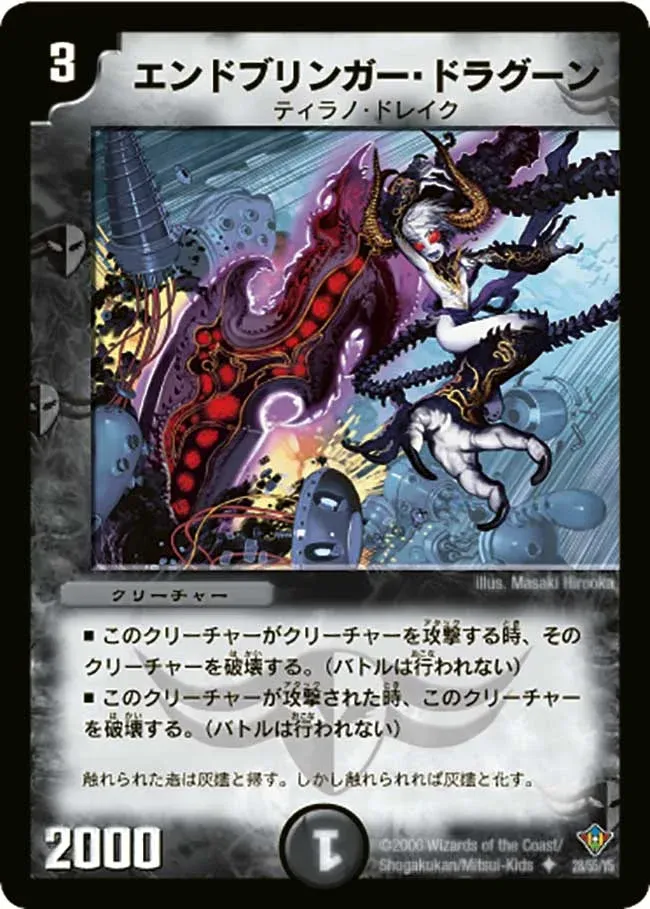 3
エンドブリンガー・ドラグーン
ティラノ・ドレイク
illus. Masaki Hirooka
クリーチャー
■ このクリーチャーがクリーチャーを攻撃する時、その
クリーチャーを破壊する。（バトルは行われない）
■ このクリーチャーが攻撃された時、このクリーチャー
を破壊する。（バトルは行われない）
触れられた者は灰燼と帰す。しかし触れられれば灰燼と化す。
2000
1
©2006 Wizards of the Coast/
Shogakukan/Mitsui-Kids
28/55/Y5